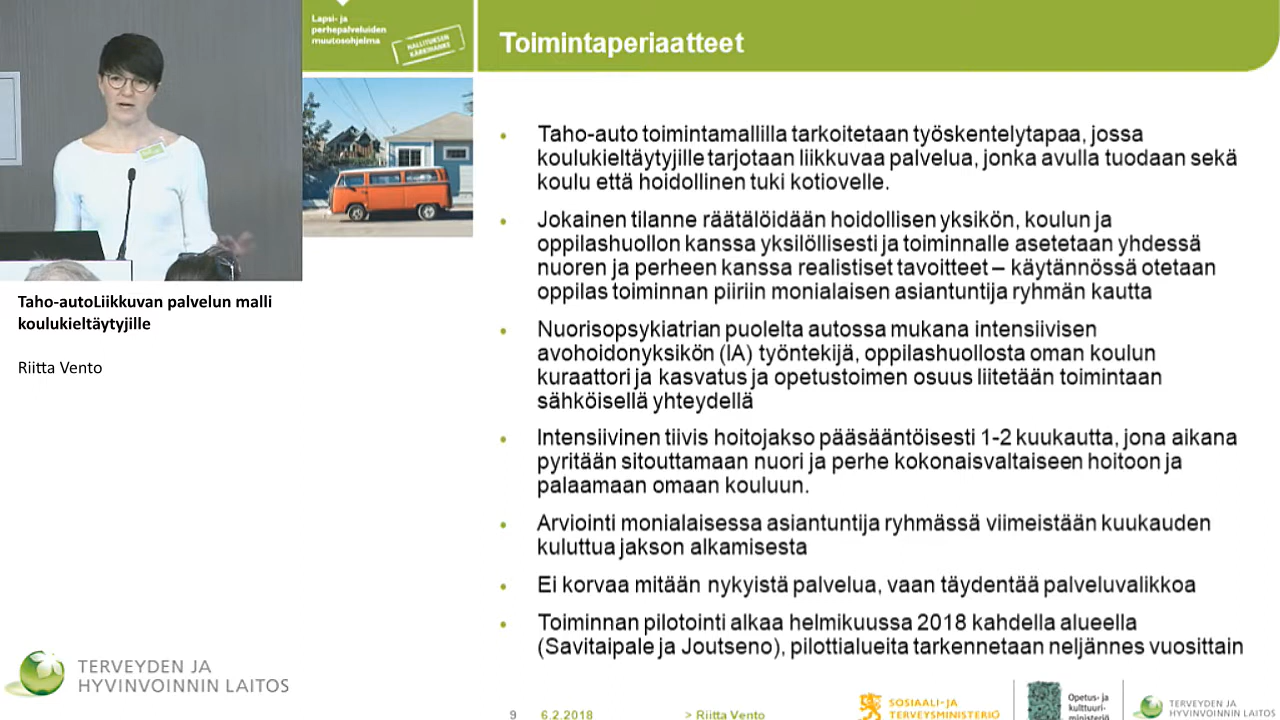 Lapsi- ja
perhepalveluiden
muutosohjelma
HALLITUKSEN
KÄRKIHANKE
Toimintaperiaatteet
Taho-auto toimintamallilla tarkoitetaan työskentelytapaa, jossa
koulukieltäytyjille tarjotaan liikkuvaa palvelua, jonka avulla tuodaan sekä
koulu että hoidollinen tuki kotiovelle.
Jokainen tilanne räätälöidään hoidollisen yksikön, koulun ja
oppilashuollon kanssa yksilöllisesti ja toiminnalle asetetaan yhdessä
nuoren ja perheen kanssa realistiset tavoitteet – käytännössä otetaan
oppilas toiminnan piiriin monialaisen asiantuntija ryhmän kautta
Nuorisopsykiatrian puolelta autossa mukana intensiivisen
avohoidonyksikön (IA) työntekijä, oppilashuollosta oman koulun
kuraattori ja kasvatus ja opetustoimen osuus liitetään toimintaan
sähköisellä yhteydellä
Intensiivinen tiivis hoitojakso pääsääntöisesti 1-2 kuukautta, jona aikana
pyritään sitouttamaan nuori ja perhe kokonaisvaltaiseen hoitoon ja
palaamaan omaan kouluun.
Arviointi monialaisessa asiantuntija ryhmässä viimeistään kuukauden
kuluttua jakson alkamisesta
Ei korvaa mitään nykyistä palvelua, vaan täydentää palveluvalikkoa
Toiminnan pilotointi alkaa helmikuussa 2018 kahdella alueella
(Savitaipale ja Joutseno), pilottialueita tarkennetaan neljännes vuosittain
Taho-autoLiikkuvan palvelun malli
koulukieltäytyjille
Riitta Vento
TERVEYDEN JA
HYVINVOINNIN LAITOS
9 6.2.2018 > Riitta Vento
SOSIAALI- JA
TERVEYSMINISTERIÖ
Opetus- ja
kulttuuri-
ministeriö
TERVEYDEN JA
HYVINVOINNIN LAITOS